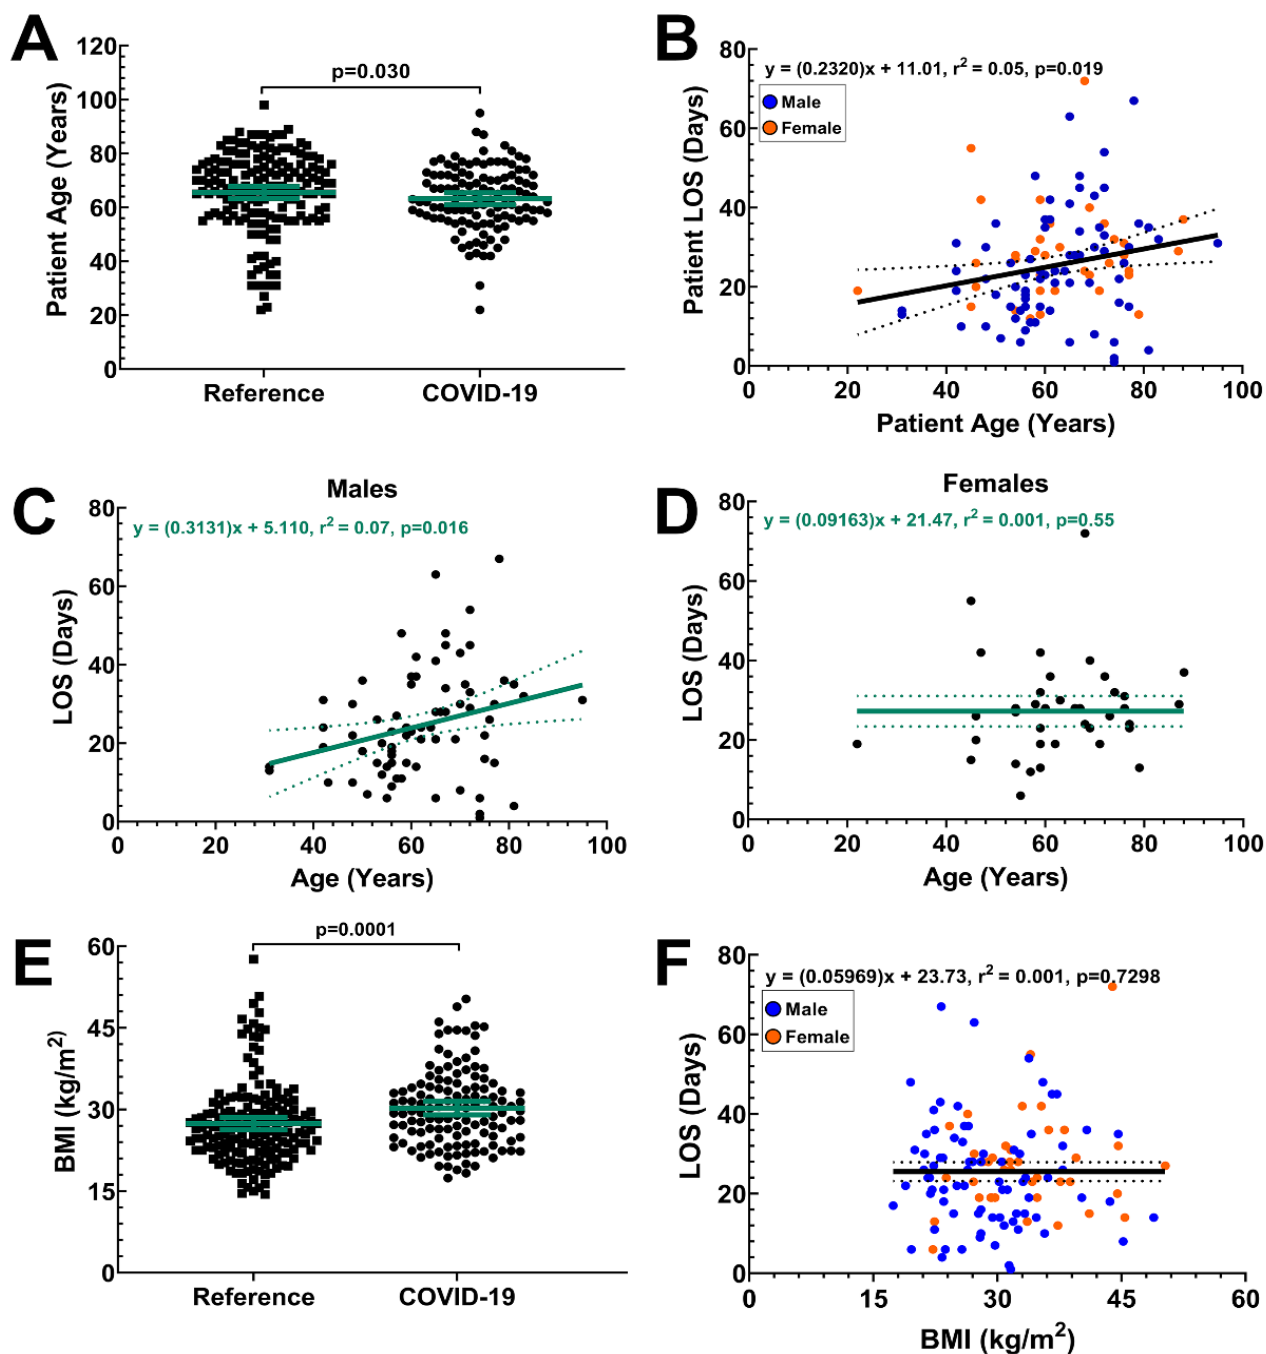 A
120
100
80
60
40
20
0
Patient Age (Years)
p=0.030
Reference
COVID-19
B
80
60
40
20
0
Patient LOS (Days)
y = (0.2320)x + 11.01, r² = 0.05, p=0.019
Male
Female
0 20 40 60 80 100
Patient Age (Years)
C
Males
80
60
40
20
0
LOS (Days)
y = (0.3131)x + 5.110, r² = 0.07, p=0.016
0 20 40 60 80 100
Age (Years)
D
Females
80
60
40
20
0
LOS (Days)
y = (0.09163)x + 21.47, r² = 0.001, p=0.55
0 20 40 60 80 100
Age (Years)
E
60
45
30
15
0
BMI (kg/m²)
p=0.0001
Reference
COVID-19
F
80
60
40
20
0
LOS (Days)
y = (0.05969)x + 23.73, r² = 0.001, p=0.7298
Male
Female
0 15 30 45 60
BMI (kg/m²)